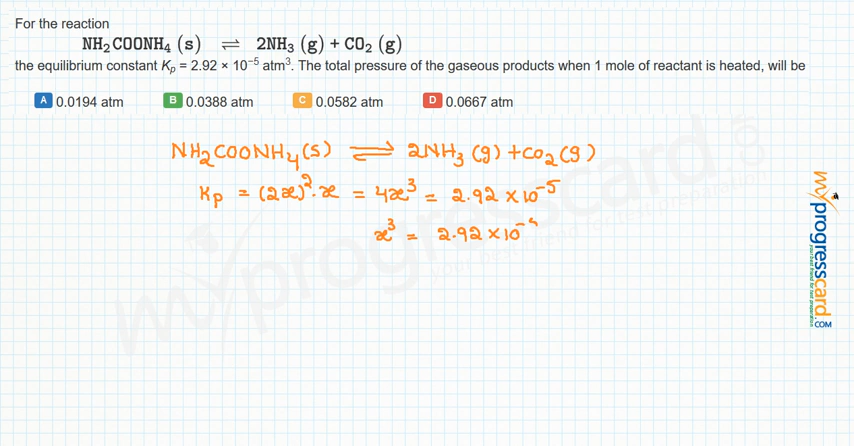 For the reaction
NH₂COONH₄ (s) ⇌ 2NH₃ (g) + CO₂ (g)
the equilibrium constant Kₚ = 2.92 × 10⁻⁵ atm³. The total pressure of the gaseous products when 1 mole of reactant is heated, will be
A 0.0194 atm B 0.0388 atm C 0.0582 atm D 0.0667 atm
NH₂COONH₄(s) ⇌ 2NH₃(g) + CO₂(g)
Kp = (2x)²·x = 4x³ = 2.92 × 10⁻⁵
x³ = 2.92 × 10
myprogresscard
.COM